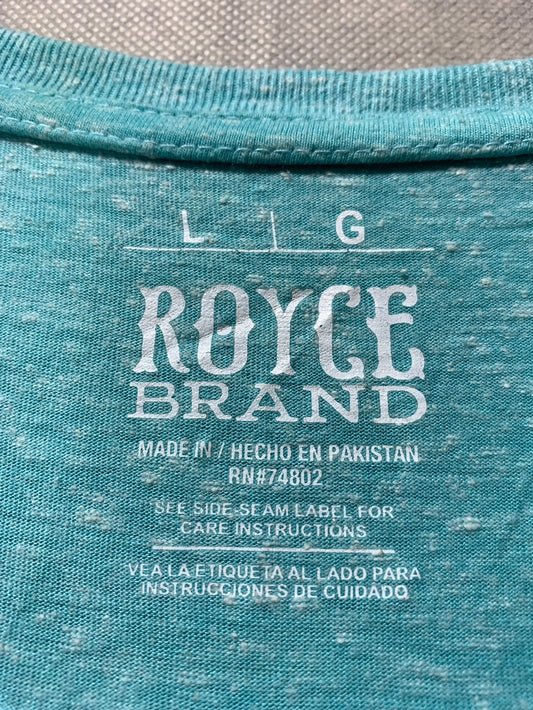 L | G
ROYCE
BRAND
MADE IN / HECHO EN PAKISTAN
RN#74802
SEE SIDE-SEAM LABEL FOR
CARE INSTRUCTIONS
VEA LA ETIQUETA AL LADO PARA
INSTRUCCIONES DE CUIDADO